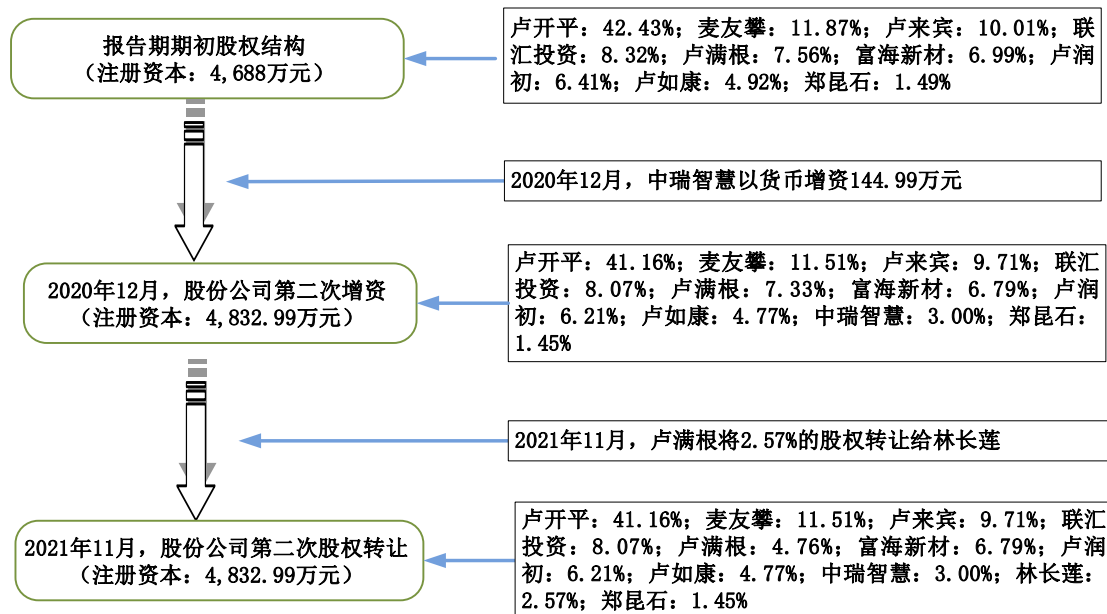 报告期期初股权结构
（注册资本：4,688万元）
卢开平：42.43%；麦友攀：11.87%；卢来宾：10.01%；联
汇投资：8.32%；卢满根：7.56%；富海新材：6.99%；卢润
初：6.41%；卢如康：4.92%；郑昆石：1.49%
2020年12月，中瑞智慧以货币增资144.99万元
2020年12月，股份公司第二次增资
（注册资本：4,832.99万元）
卢开平：41.16%；麦友攀：11.51%；卢来宾：9.71%；联汇
投资：8.07%；卢满根：7.33%；富海新材：6.79%；卢润
初：6.21%；卢如康：4.77%；中瑞智慧：3.00%；郑昆石：
1.45%
2021年11月，卢满根将2.57%的股权转让给林长莲
2021年11月，股份公司第二次股权转让
（注册资本：4,832.99万元）
卢开平：41.16%；麦友攀：11.51%；卢来宾：9.71%；联汇
投资：8.07%；卢满根：4.76%；富海新材：6.79%；卢润
初：6.21%；卢如康：4.77%；中瑞智慧：3.00%；林长莲：
2.57%；郑昆石：1.45%